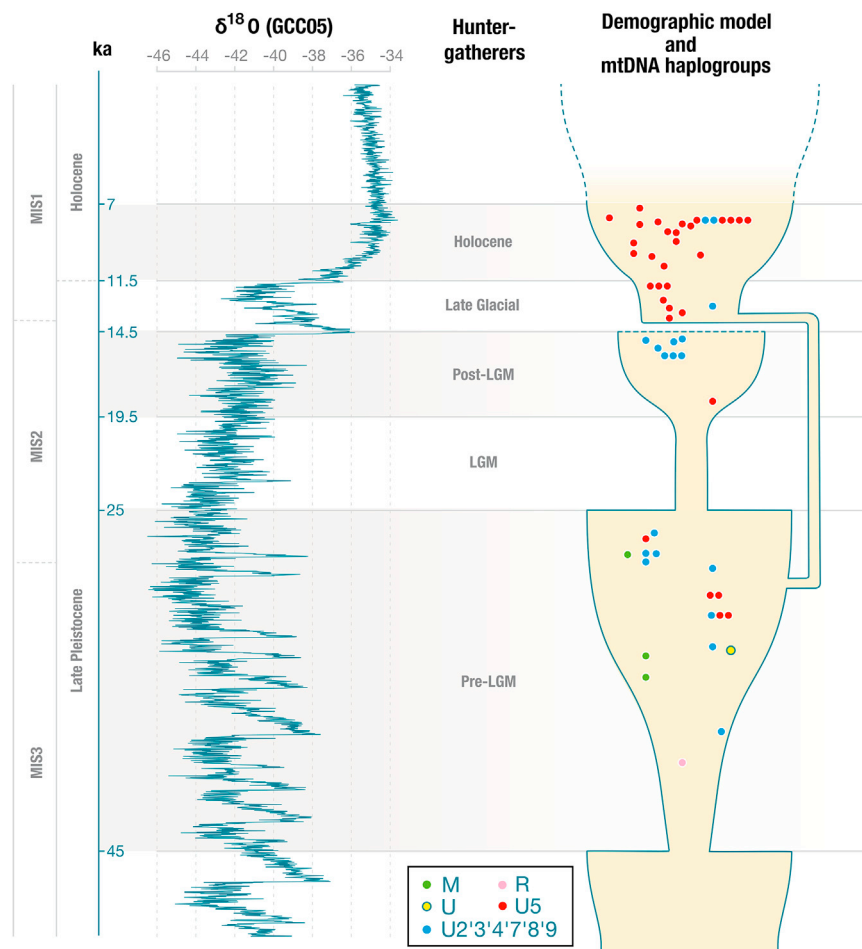 δ18 O (GCC05)
Hunter-
gatherers
Demographic model
and
mtDNA haplogroups
ka
-46 -44 -42 -40 -38 -36 -34
MIS1
Holocene
7
Holocene
11.5
Late Glacial
14.5
Post-LGM
19.5
MIS2
LGM
25
Late Pleistocene
Pre-LGM
MIS3
45
M R
U U5
U2'3'4'7'8'9